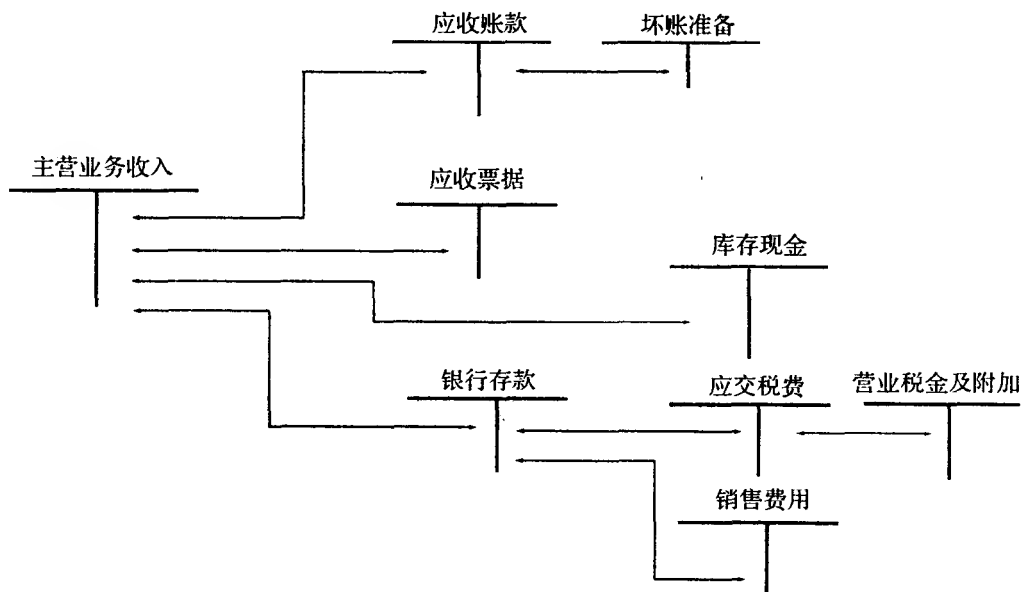 应收账款
坏账准备
主营业务收入
应收票据
库存现金
银行存款
应交税费
营业税金及附加
销售费用